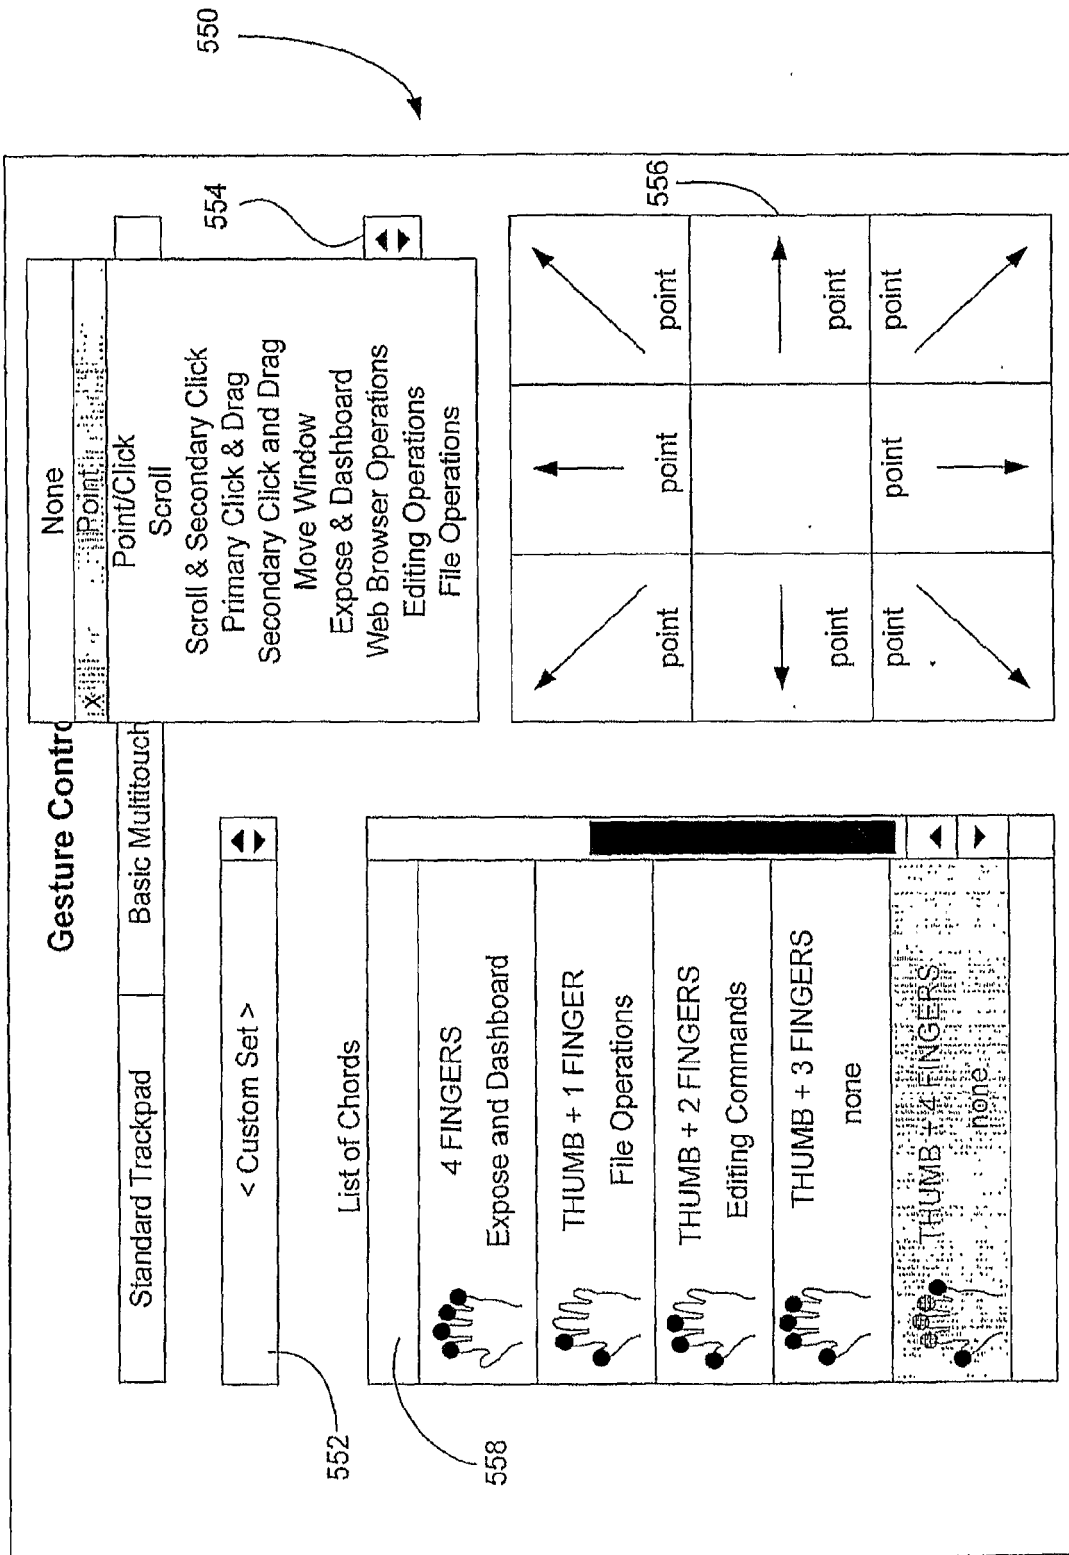 550
Gesture Contro
Standard Trackpad
Basic Multitouch
None
X
Point
Point/Click
Scroll
Scroll & Secondary Click
Primary Click & Drag
Secondary Click and Drag
Move Window
Expose & Dashboard
Web Browser Operations
Editing Operations
File Operations
554
552
< Custom Set >
558
List of Chords
4 FINGERS
Expose and Dashboard
THUMB + 1 FINGER
File Operations
THUMB + 2 FINGERS
Editing Commands
THUMB + 3 FINGERS
none
THUMB + 4 FINGERS
none
556
point
point
point
point
point
point
point
point